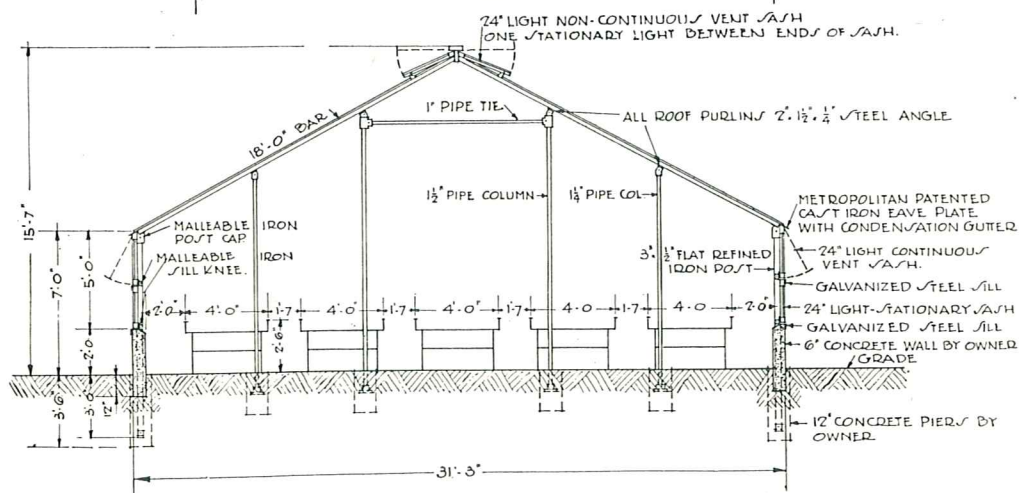 24" LIGHT NON-CONTINUOUS VENT SASH
ONE STATIONARY LIGHT BETWEEN ENDS OF SASH.
1" PIPE TIE
ALL ROOF PURLINS 2" . 1½" . ¼" STEEL ANGLE
18'-0" BAR
15'-7"
1½" PIPE COLUMN
1¼" PIPE COL
METROPOLITAN PATENTED
CAST IRON EAVE PLATE
WITH CONDENSATION GUTTER
MALLEABLE IRON
POST CAP.
MALLEABLE IRON
SILL KNEE.
3" . ½" FLAT REFINED
IRON POST
24" LIGHT CONTINUOUS
VENT SASH.
7'-0"
5'-0"
GALVANIZED STEEL SILL
2'-0" 4'-0" 1'-7 4'-0" 1'-7 4'-0" 1'-7 4-0 1-7 4-0 2-0"
24" LIGHT-STATIONARY SASH
GALVANIZED STEEL SILL
2'-0"
2'-6"
6" CONCRETE WALL BY OWNER
GRADE
3'-6"
3'-0"
12"
12" CONCRETE PIERS BY
OWNER
31'-3"